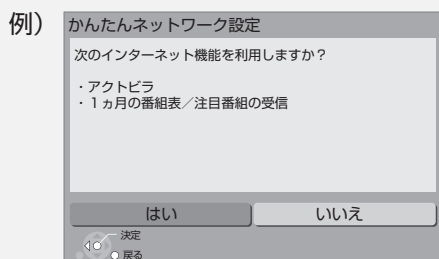 例）
かんたんネットワーク設定
次のインターネット機能を利用しますか？
・アクトビラ
・１ヵ月の番組表／注目番組の受信
はい
いいえ
決定
戻る